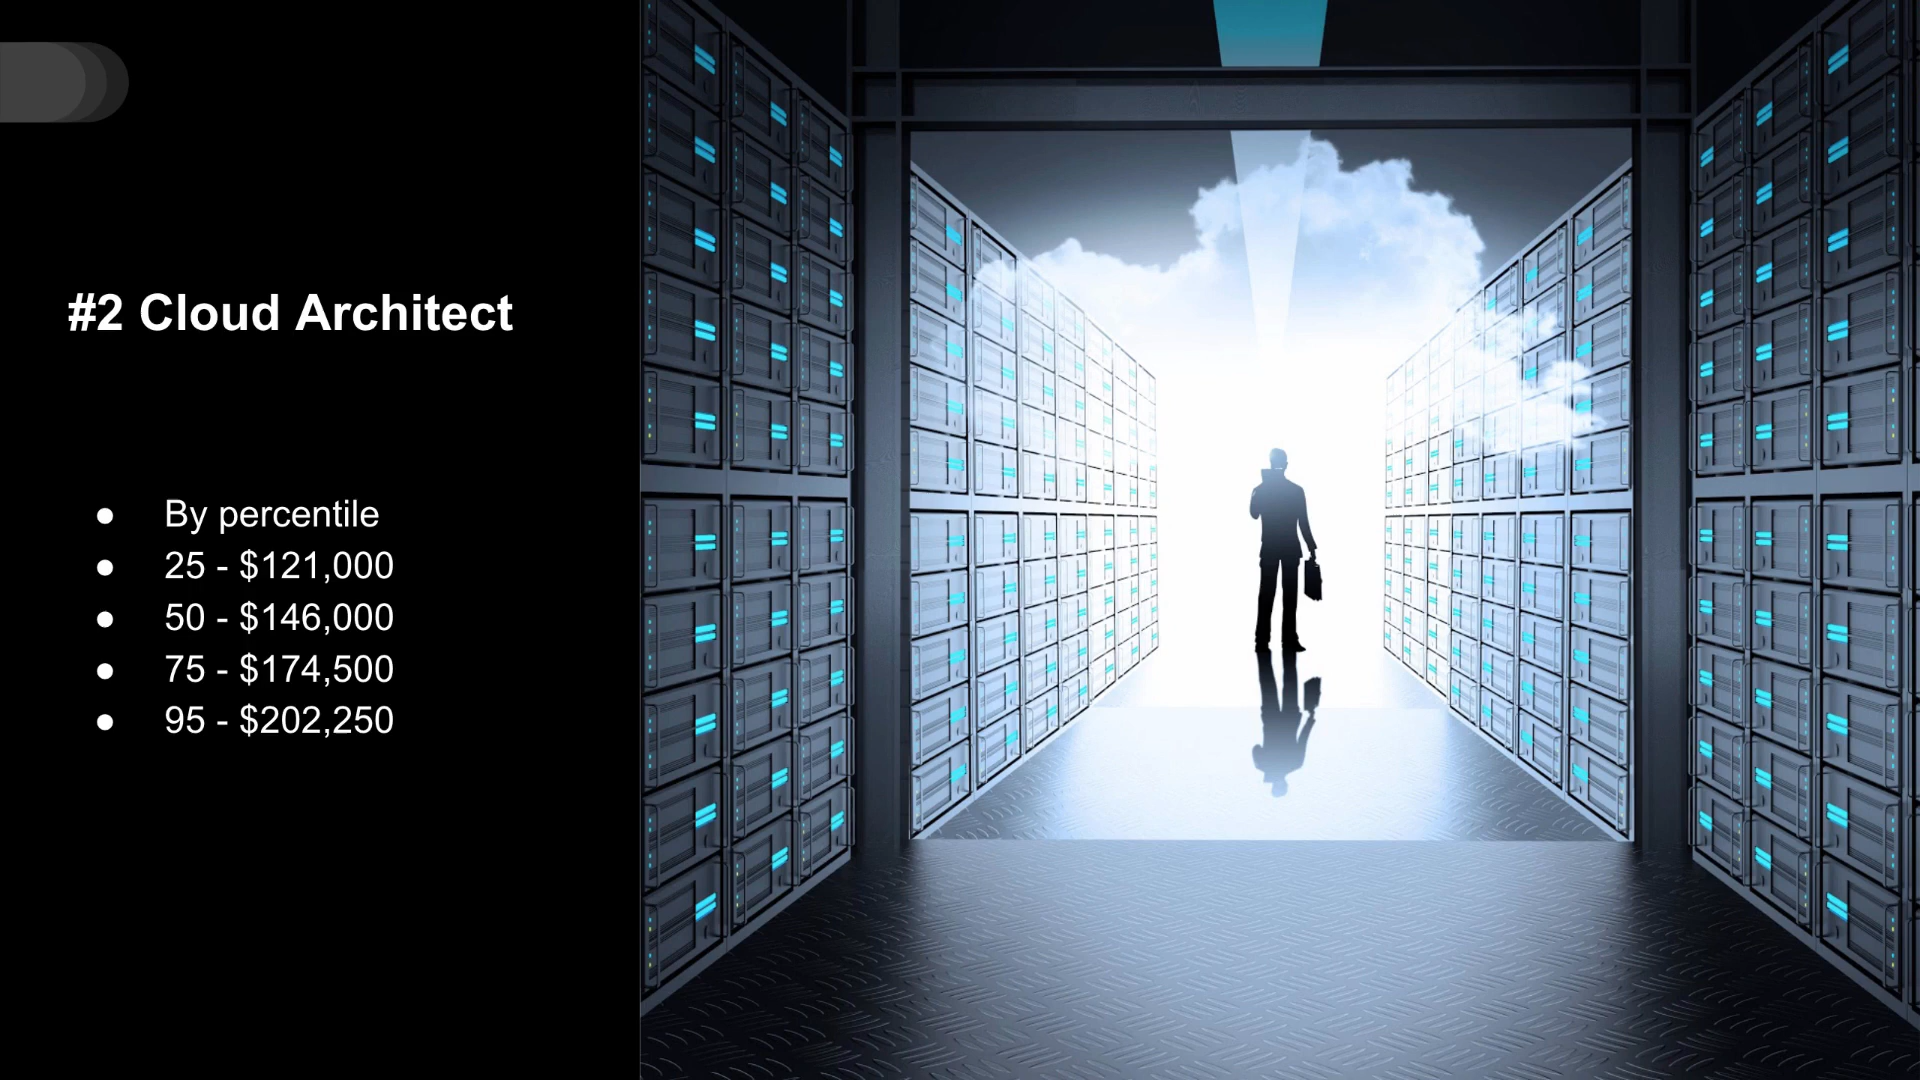 #2 Cloud Architect
● By percentile
● 25 - $121,000
● 50 - $146,000
● 75 - $174,500
● 95 - $202,250